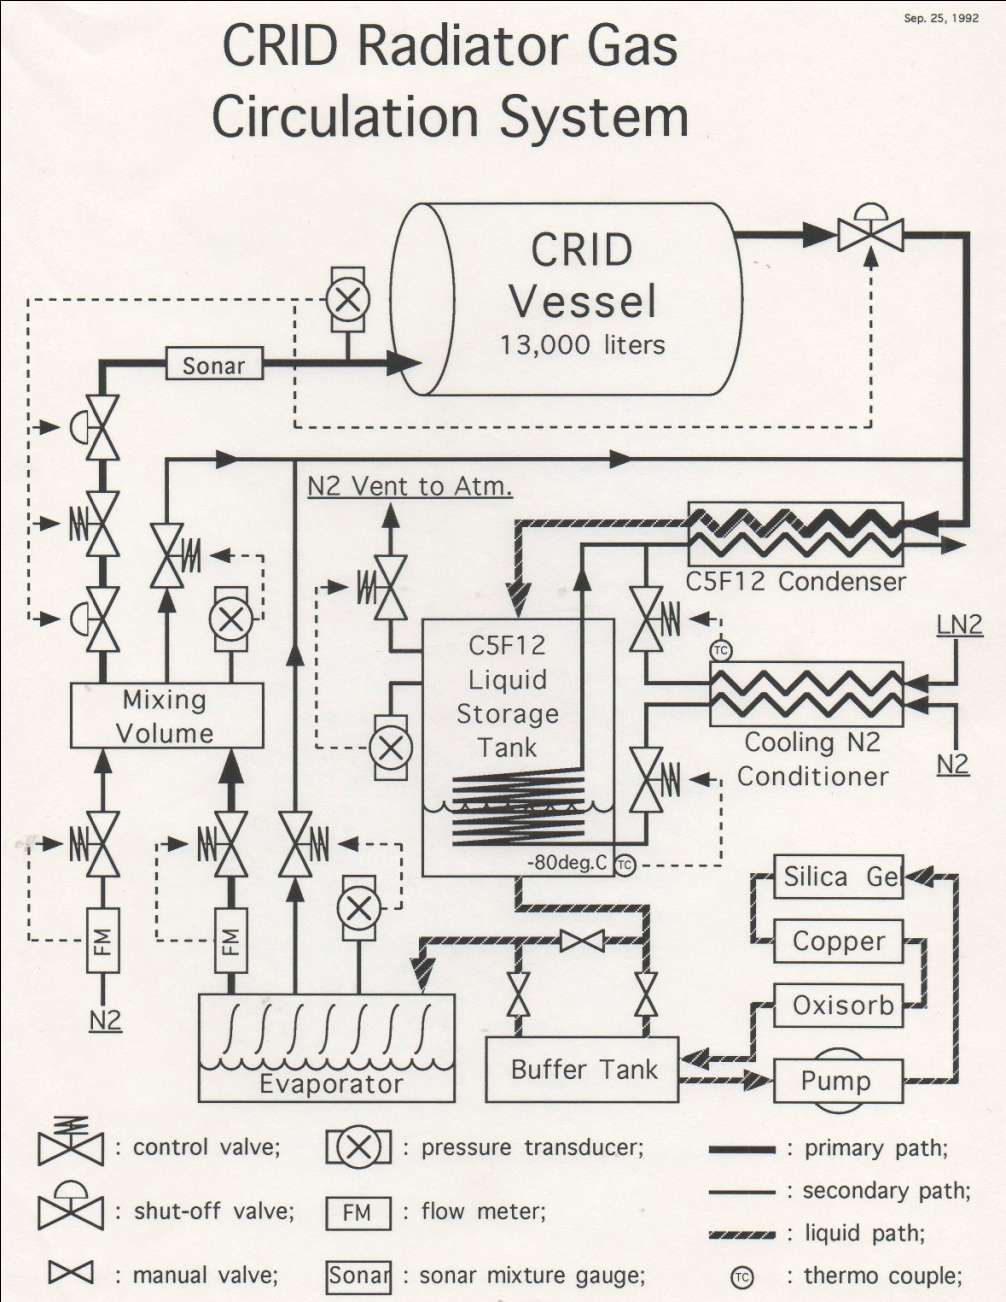 Sep. 25, 1992
CRID Radiator Gas
Circulation System
CRID
Vessel
13,000 liters
Sonar
N2 Vent to Atm.
C5F12 Condenser
C5F12
Liquid
Storage
Tank
TC
LN2
Mixing
Volume
Cooling N2
Conditioner
N2
-80deg.C
TC
Silica Gel
FM
FM
Copper
N2
Oxisorb
Evaporator
Buffer Tank
Pump
: control valve;
: pressure transducer;
: primary path;
: secondary path;
: shut-off valve;
FM : flow meter;
: liquid path;
: manual valve;
Sonar : sonar mixture gauge;
TC : thermo couple;